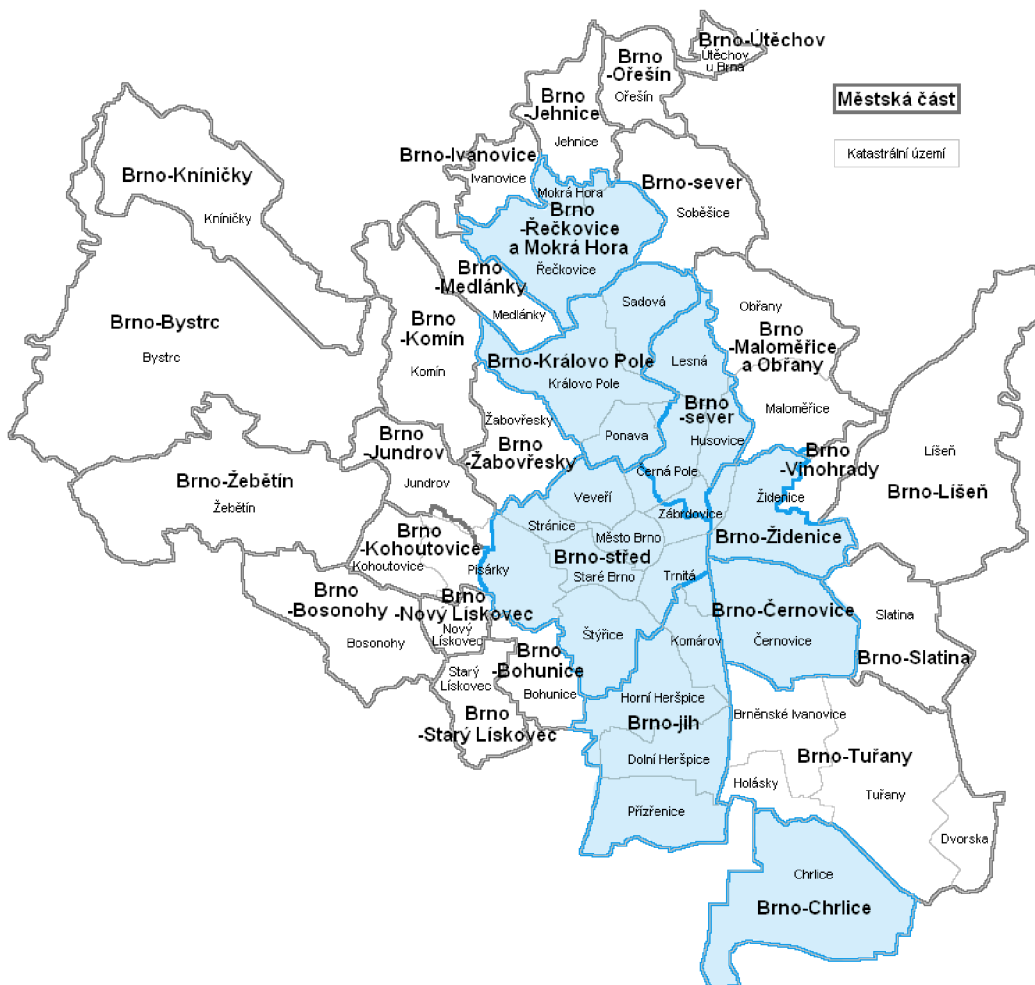 Brno-Útěchov
Útěchov
u Brna
Brno
-Ořešín
Ořešín
Brno
-Jehnice
Jehnice
Městská část
Katastrální území
Brno-Ivanovice
Ivanovice
Brno-Kníničky
Kníničky
Mokrá Hora
Brno
-Řečkovice
a Mokrá Hora
Řečkovice
Brno-sever
Soběšice
Brno
-Medlánky
Medlánky
Sadová
Obřany
Brno
-Maloměřice
a Obřany
Maloměřice
Brno-Bystrc
Bystrc
Brno
-Komín
Komín
Brno-Královo Pole
Královo Pole
Lesná
Brno
-sever
Husovice
Žabovřesky
Brno
-Žabovřesky
Ponava
Černá Pole
Brno
-Jundrov
Jundrov
Brno
-Vinohrady
Líšeň
Brno-Líšeň
Brno-Žebětín
Žebětín
Židenice
Brno-Židenice
Veveří
Zábrdovice
Stránice
Město Brno
Brno-střed
Staré Brno
Trnitá
Pisárky
Brno
-Kohoutovice
Kohoutovice
Brno
-Bosonohy
Bosonohy
Brno
-Nový Lískovec
Nový
Lískovec
Štýřice
Komárov
Brno-Černovice
Černovice
Slatina
Brno-Slatina
Brno
-Bohunice
Bohunice
Starý
Lískovec
Brno
-Starý Lískovec
Horní Heršpice
Brno-jih
Dolní Heršpice
Přízřenice
Brněnské Ivanovice
Brno-Tuřany
Holásky
Tuřany
Dvorska
Chrlice
Brno-Chrlice